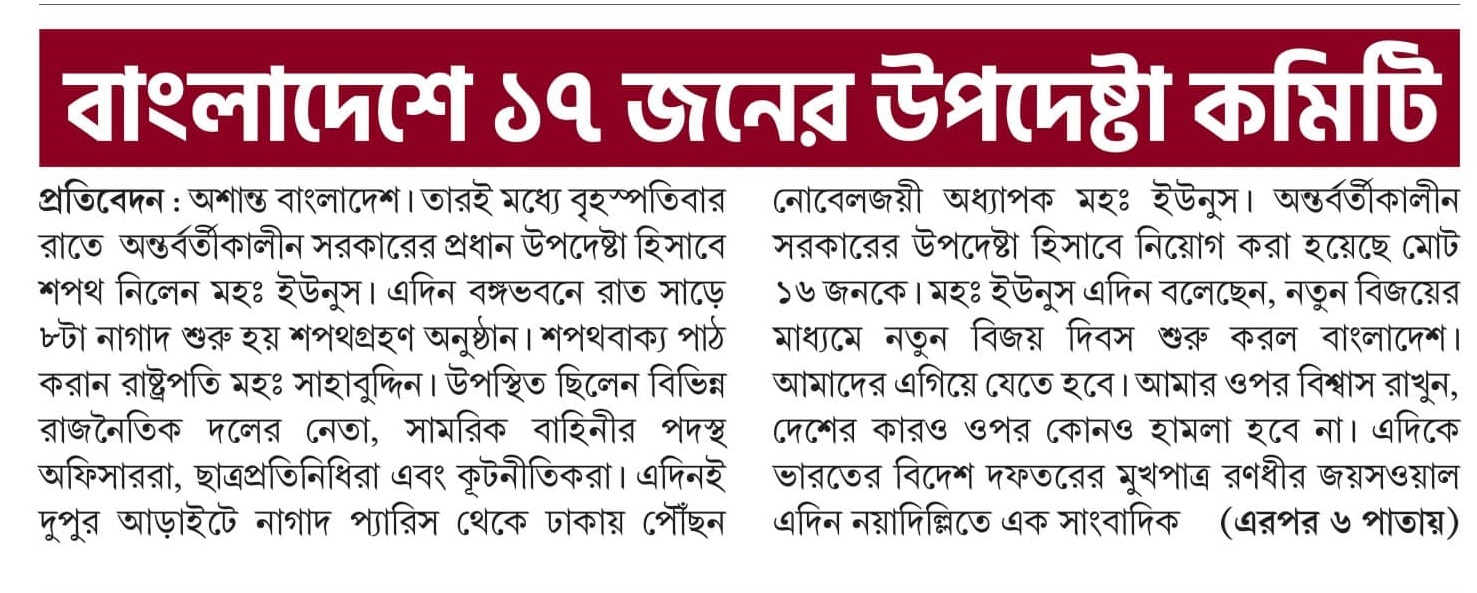 বাংলাদেশে ১৭ জনের উপদেষ্টা কমিটি
প্রতিবেদন : অশান্ত বাংলাদেশ। তারই মধ্যে বৃহস্পতিবার
রাতে অন্তর্বর্তীকালীন সরকারের প্রধান উপদেষ্টা হিসাবে
শপথ নিলেন মহঃ ইউনুস। এদিন বঙ্গভবনে রাত সাড়ে
৮টা নাগাদ শুরু হয় শপথগ্রহণ অনুষ্ঠান। শপথবাক্য পাঠ
করান রাষ্ট্রপতি মহঃ সাহাবুদ্দিন। উপস্থিত ছিলেন বিভিন্ন
রাজনৈতিক দলের নেতা, সামরিক বাহিনীর পদস্থ
অফিসাররা, ছাত্রপ্রতিনিধিরা এবং কূটনীতিকরা। এদিনই
দুপুর আড়াইটে নাগাদ প্যারিস থেকে ঢাকায় পৌঁছন
নোবেলজয়ী অধ্যাপক মহঃ ইউনুস। অন্তর্বর্তীকালীন
সরকারের উপদেষ্টা হিসাবে নিয়োগ করা হয়েছে মোট
১৬ জনকে। মহঃ ইউনুস এদিন বলেছেন, নতুন বিজয়ের
মাধ্যমে নতুন বিজয় দিবস শুরু করল বাংলাদেশ।
আমাদের এগিয়ে যেতে হবে। আমার ওপর বিশ্বাস রাখুন,
দেশের কারও ওপর কোনও হামলা হবে না। এদিকে
ভারতের বিদেশ দফতরের মুখপাত্র রণধীর জয়সওয়াল
এদিন নয়াদিল্লিতে এক সাংবাদিক (এরপর ৬ পাতায়)